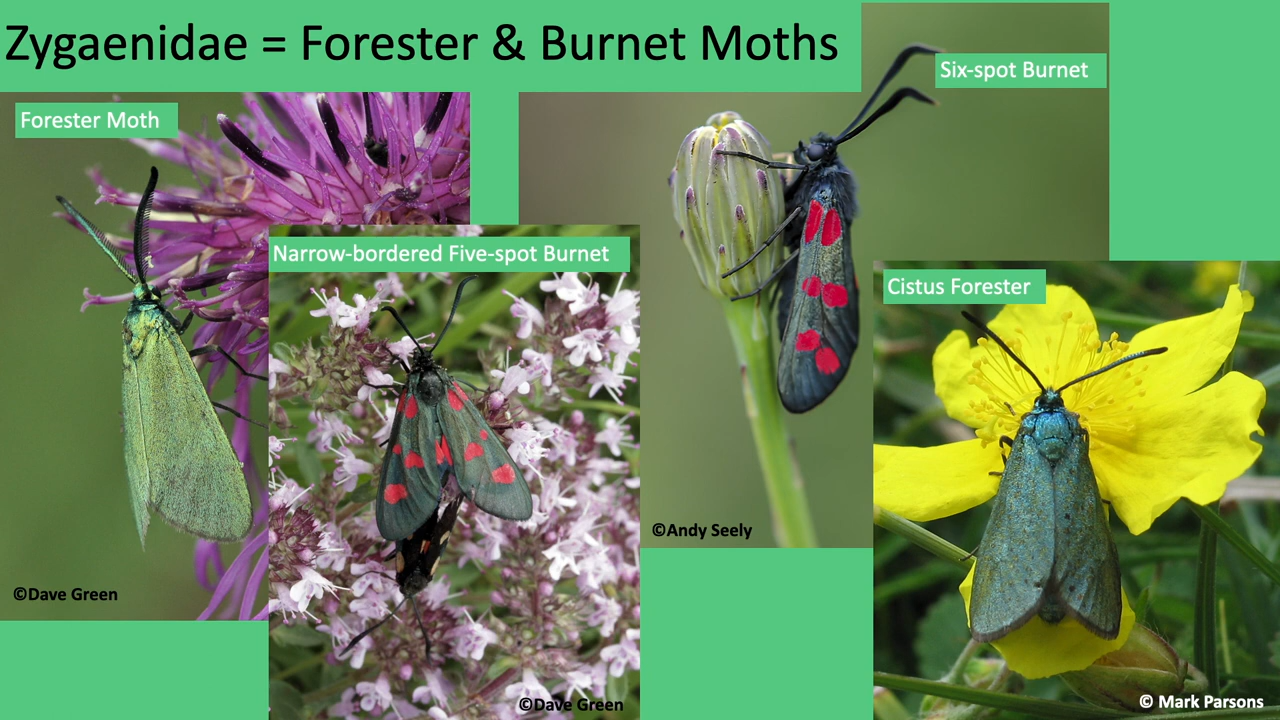 Zygaenidae = Forester & Burnet Moths
Six-spot Burnet
Forester Moth
Narrow-bordered Five-spot Burnet
Cistus Forester
©Andy Seely
©Dave Green
©Dave Green
© Mark Parsons